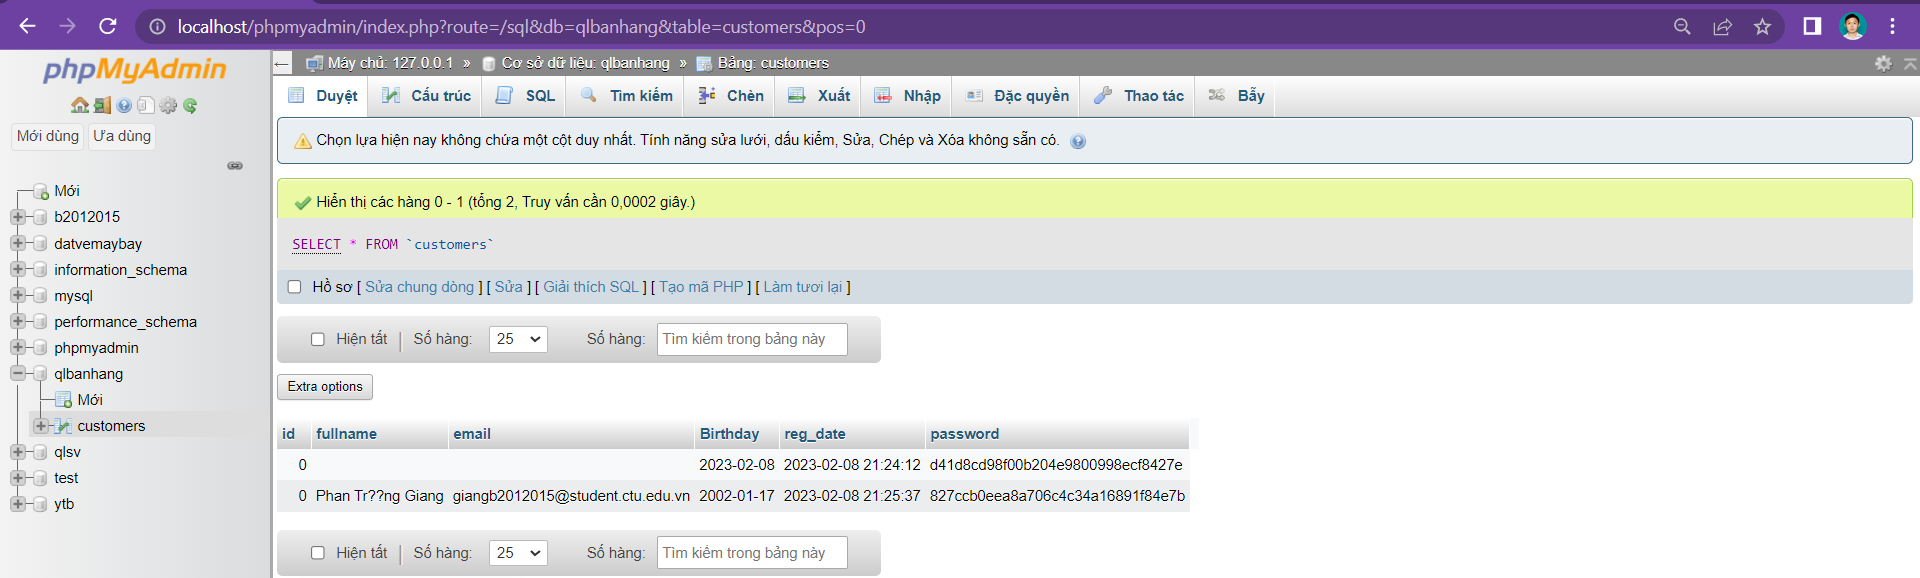 localhost/phpmyadmin/index.php?route=/sql&db=qlbanhang&table=customers&pos=0
phpMyAdmin
Mới dùng Ưa dùng
Mới
b2012015
datvemaybay
information_schema
mysql
performance_schema
phpmyadmin
qlbanhang
Mới
customers
qlsv
test
ytb
Máy chủ: 127.0.0.1 » Cơ sở dữ liệu: qlbanhang » Bảng: customers
Duyệt Cấu trúc SQL Tìm kiếm Chèn Xuất Nhập Đặc quyền Thao tác Bẫy
Chọn lựa hiện nay không chứa một cột duy nhất. Tính năng sửa lưới, dấu kiểm, Sửa, Chép và Xóa không sẵn có.
Hiển thị các hàng 0 - 1 (tổng 2, Truy vấn cần 0,0002 giây.)
SELECT * FROM `customers`
Hồ sơ [ Sửa chung dòng ] [ Sửa ] [ Giải thích SQL ] [ Tạo mã PHP ] [ Làm tươi lại ]
Hiện tất | Số hàng: 25 Số hàng: Tìm kiếm trong bảng này
Extra options
id fullname email Birthday reg_date password
0 2023-02-08 2023-02-08 21:24:12 d41d8cd98f00b204e9800998ecf8427e
0 Phan Tr??ng Giang giangb2012015@student.ctu.edu.vn 2002-01-17 2023-02-08 21:25:37 827ccb0eea8a706c4c34a16891f84e7b
Hiện tất | Số hàng: 25 Số hàng: Tìm kiếm trong bảng này